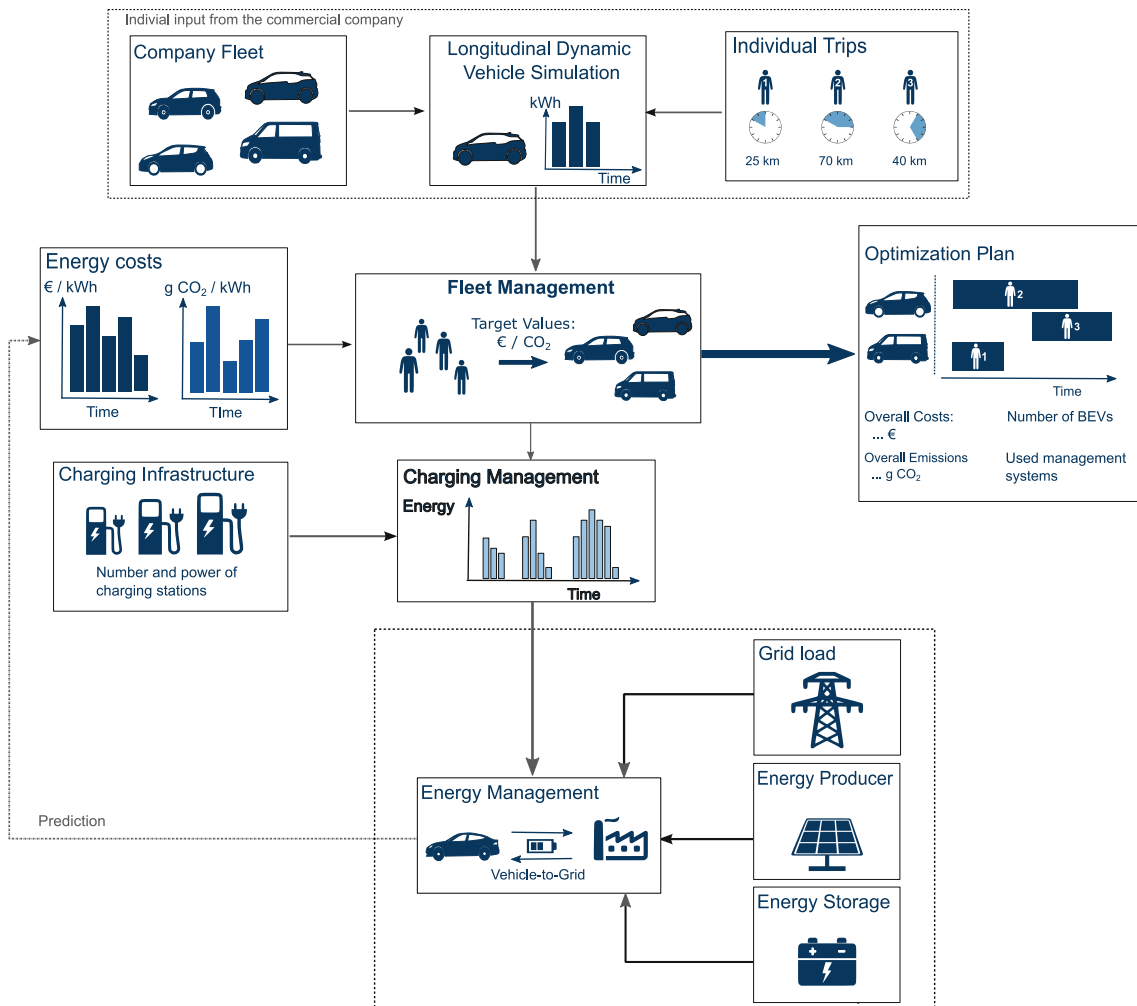 Indivial input from the commercial company
Company Fleet
Longitudinal Dynamic
Vehicle Simulation
kWh
Time
Individual Trips
1
2
3
25 km
70 km
40 km
Energy costs
€ / kWh
g CO2 / kWh
Time
TIme
Fleet Management
Target Values:
€ / CO2
Optimization Plan
2
3
1
Time
Overall Costs:
... €
Number of BEVs
Overall Emissions
... g CO2
Used management
systems
Charging Infrastructure
Number and power of
charging stations
Charging Management
Energy
Time
Grid load
Energy Management
Vehicle-to-Grid
Energy Producer
Energy Storage
Prediction